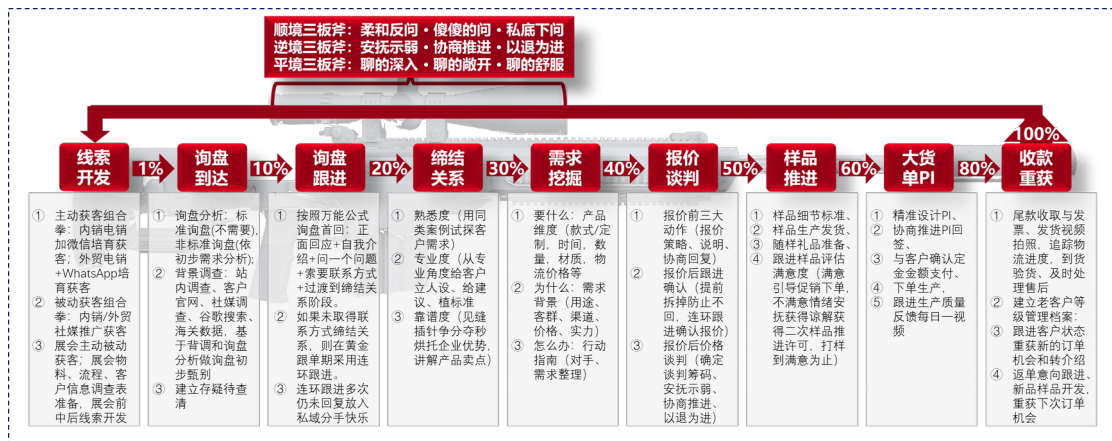 顺境三板斧：柔和反问·傻傻的问·私底下问
逆境三板斧：安抚示弱·协商推进·以退为进
平境三板斧：聊的深入·聊的敞开·聊的舒服
100%
线索
开发
1%
询盘
到达
10%
询盘
跟进
20%
缔结
关系
30%
需求
挖掘
40%
报价
谈判
50%
样品
推进
60%
大货
单PI
80%
收款
重获
① 主动获客组合
拳：内销电销
加微信培育获
客；外贸电销
+WhatsApp培
育获客
② 被动获客组合
拳：内销/外贸
社媒推广获客
③ 展会主动被动
获客；展会物
料、流程、客
户信息调查表
准备，展会前
中后线索开发
① 询盘分析：标
准询盘(不需要),
非标准询盘(依
初步需求分析);
② 背景调查：站
内调查、客户
官网、社媒调
查、谷歌搜索、
海关数据，基
于背调和询盘
分析做询盘初
步甄别
③ 建立存疑待查
清
① 按照万能公式
询盘首回：正
面回应+自我介
绍+问一个问题
+索要联系方式
+过渡到缔结关
系阶段。
② 如果未取得联
系方式缔结关
系，则在黄金
跟单期采用连
环跟进。
③ 连环跟进多次
仍未回复放入
私域分手快乐
① 熟悉度（用同
类案例试探客
户需求）
② 专业度（从专
业角度给客户
立人设、给建
议、植标准
③ 靠谱度（见缝
插针争分夺秒
烘托企业优势，
讲解产品卖点）
① 要什么：产品
维度（款式/定
制，时间，数
量，材质，物
流价格等）
② 为什么：需求
背景（用途、
客群、渠道、
价格、实力）
③ 怎么办：行动
指南（对手、
需求整理）
① 报价前三大
动作（报价
策略、说明、
协商回复）
② 报价后跟进
确认（提前
拆掉防止不
回，连环跟
进确认报价）
③ 报价后价格
谈判（确定
谈判筹码、
安抚示弱、
协商推进、
以退为进）
① 样品细节标准、
② 样品生产发货、
③ 随样礼品准备、
④ 跟进样品评估
满意度（满意
引导促销下单，
不满意情绪安
抚获得谅解获
得二次样品推
进许可，打样
到满意为止）
① 精准设计PI、
② 协商推进PI回
签、
③ 与客户确认定
金金额支付、
④ 下单生产，
⑤ 跟进生产质量
反馈每日一视
频
① 尾款收取与发
票、发货视频
拍照，追踪物
流进度，到货
验货、及时处
理售后
② 建立老客户等
级管理档案：
③ 跟进客户状态
重获新的订单
机会和转介绍
④ 返单意向跟进、
新品样品开发，
重获下次订单
机会